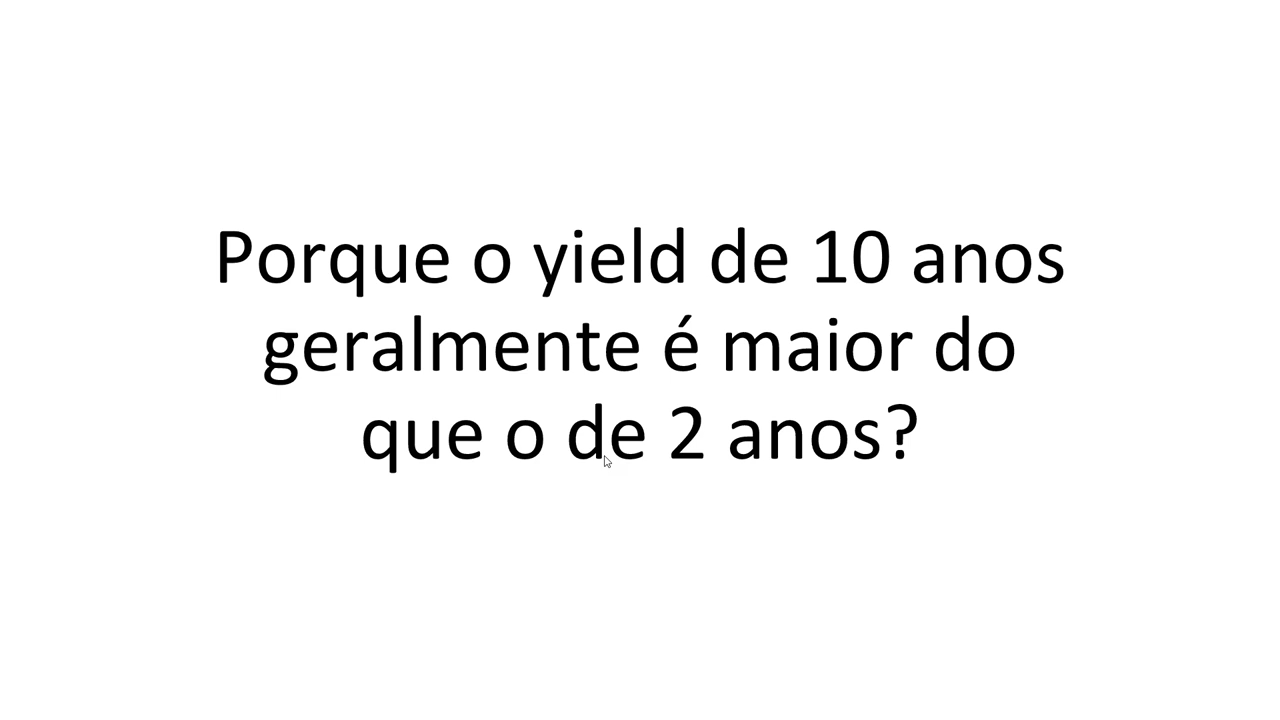 Porque o yield de 10 anos
geralmente é maior do
que o de 2 anos?